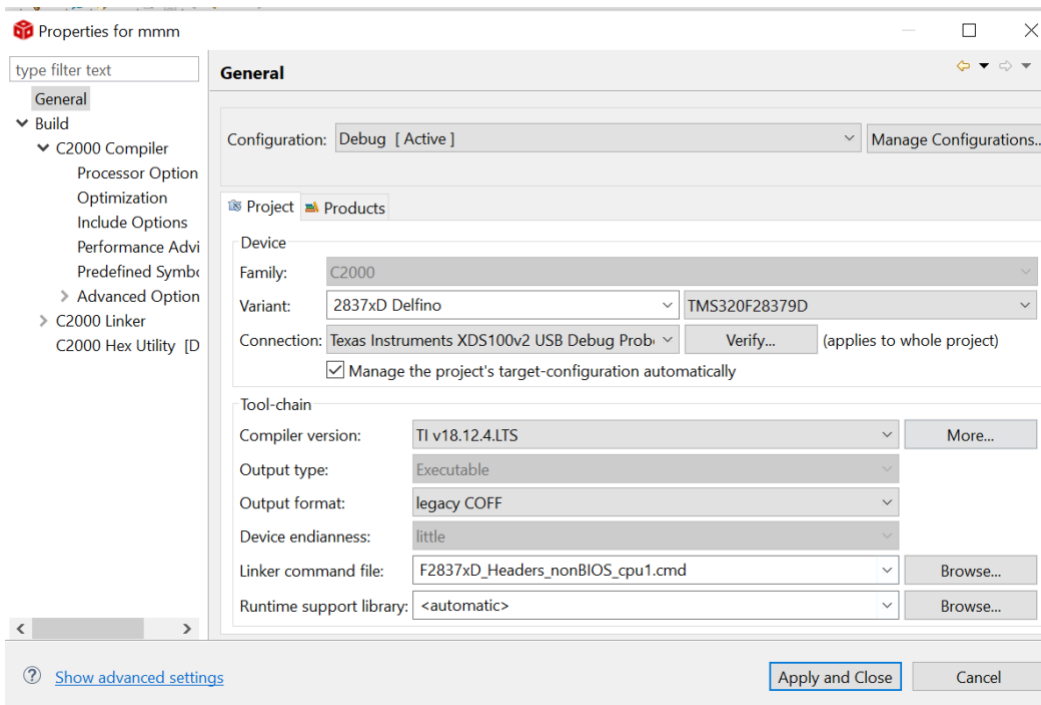 Properties for mmm
type filter text
General
Build
C2000 Compiler
Processor Option
Optimization
Include Options
Performance Advi
Predefined Symb
Advanced Option
C2000 Linker
C2000 Hex Utility [D
General
Configuration: Debug [ Active ] Manage Configurations..
Project Products
Device
Family: C2000
Variant: 2837xD Delfino TMS320F28379D
Connection: Texas Instruments XDS100v2 USB Debug Prob Verify... (applies to whole project)
Manage the project's target-configuration automatically
Tool-chain
Compiler version: TI v18.12.4.LTS More...
Output type: Executable
Output format: legacy COFF
Device endianness: little
Linker command file: F2837xD_Headers_nonBIOS_cpu1.cmd Browse...
Runtime support library: <automatic> Browse...
Show advanced settings Apply and Close Cancel